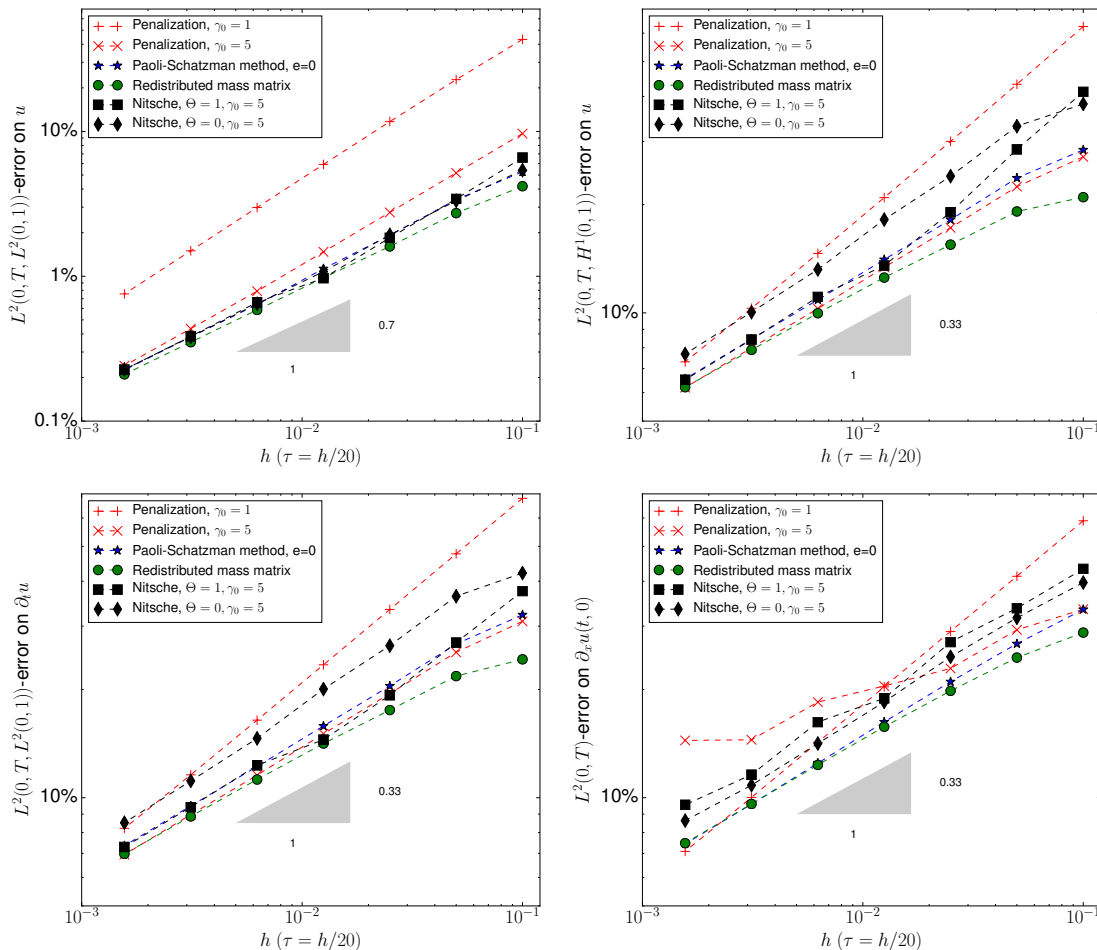 Penalization, γ₀ = 1
Penalization, γ₀ = 5
Paoli-Schatzman method, e=0
Redistributed mass matrix
Nitsche, Θ = 1, γ₀ = 5
Nitsche, Θ = 0, γ₀ = 5
10%
1%
0.1%
L²(0, T, L²(0, 1))-error on u
0.7
1
10⁻³
10⁻²
10⁻¹
h (τ = h/20)
Penalization, γ₀ = 1
Penalization, γ₀ = 5
Paoli-Schatzman method, e=0
Redistributed mass matrix
Nitsche, Θ = 1, γ₀ = 5
Nitsche, Θ = 0, γ₀ = 5
10%
L²(0, T, H¹(0, 1))-error on u
0.33
1
10⁻³
10⁻²
10⁻¹
h (τ = h/20)
Penalization, γ₀ = 1
Penalization, γ₀ = 5
Paoli-Schatzman method, e=0
Redistributed mass matrix
Nitsche, Θ = 1, γ₀ = 5
Nitsche, Θ = 0, γ₀ = 5
10%
L²(0, T, L²(0, 1))-error on ∂ₜu
0.33
1
10⁻³
10⁻²
10⁻¹
h (τ = h/20)
Penalization, γ₀ = 1
Penalization, γ₀ = 5
Paoli-Schatzman method, e=0
Redistributed mass matrix
Nitsche, Θ = 1, γ₀ = 5
Nitsche, Θ = 0, γ₀ = 5
10%
L²(0, T)-error on ∂ₓu(t, 0)
0.33
1
10⁻³
10⁻²
10⁻¹
h (τ = h/20)